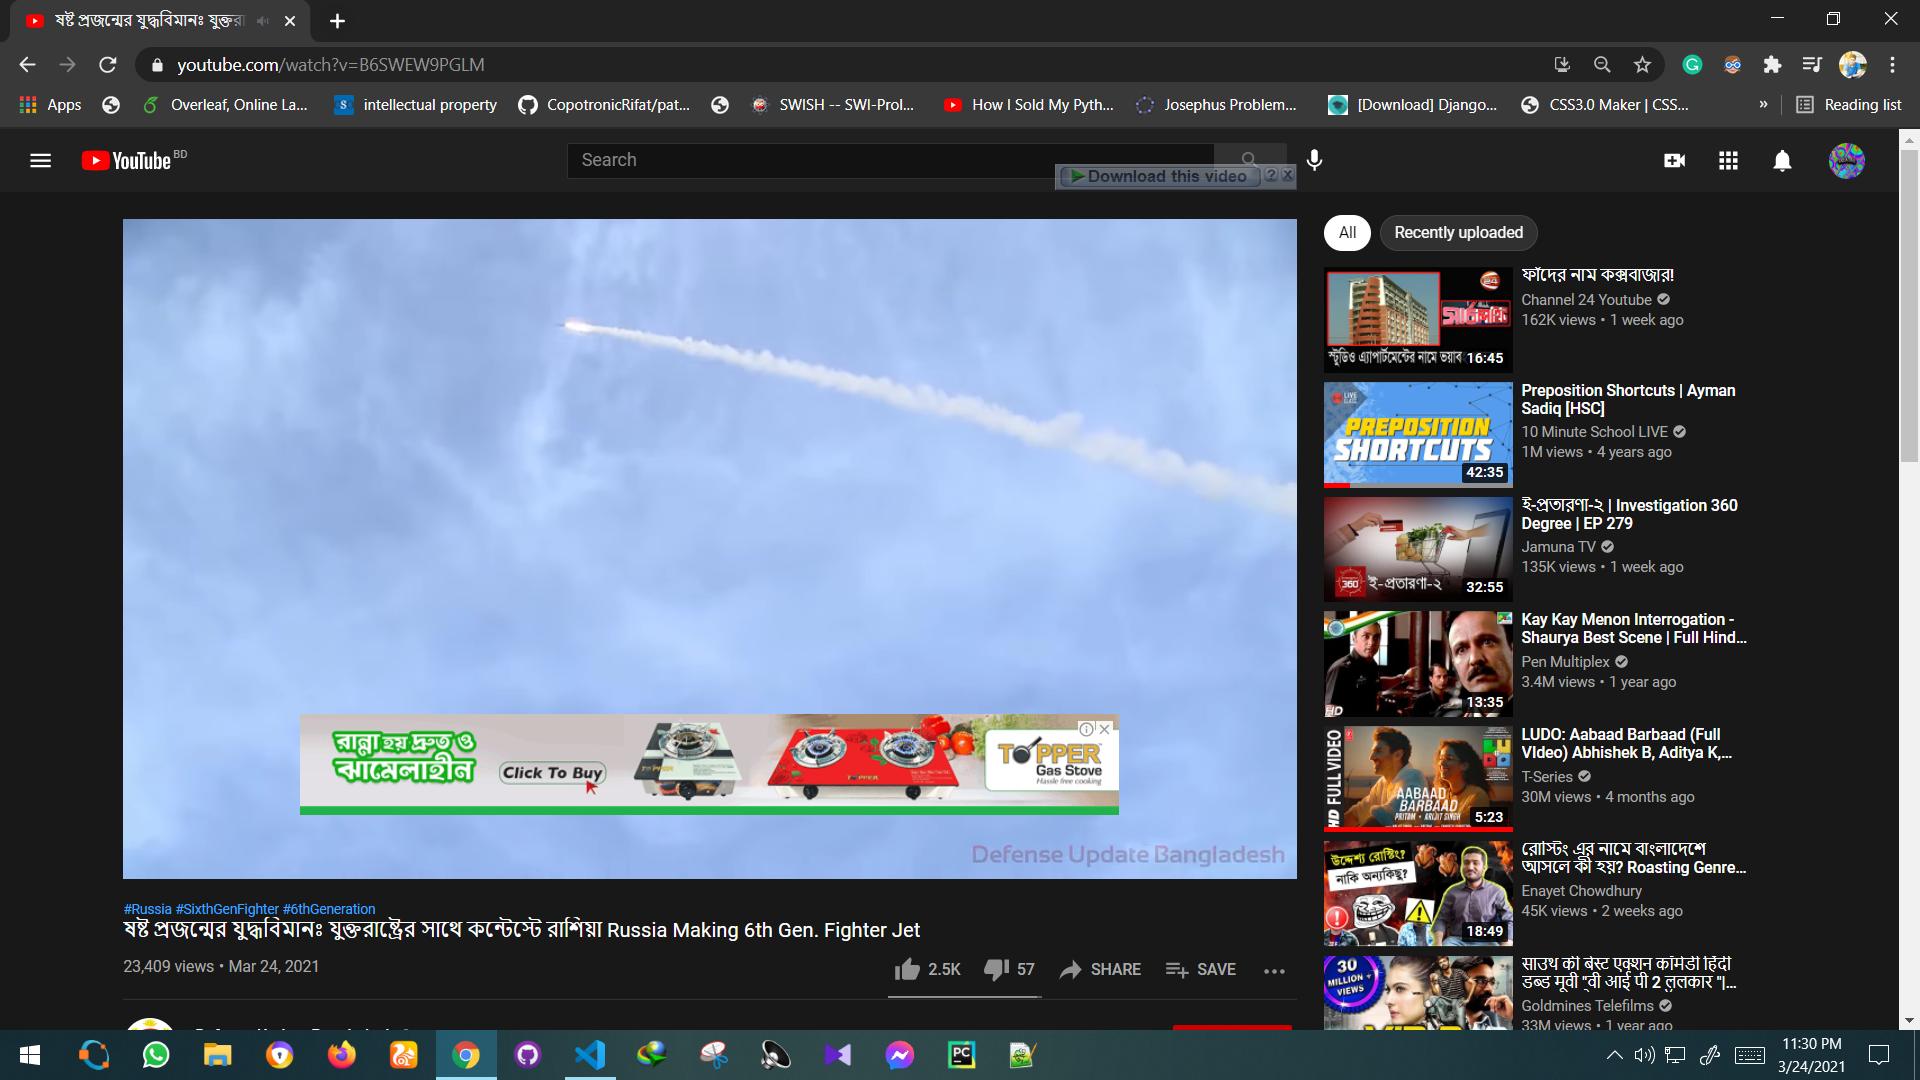 ষষ্ট প্রজন্মের যুদ্ধবিমানঃ যুক্তরা
youtube.com/watch?v=B6SWEW9PGLM
Apps
Overleaf, Online La...
intellectual property
CopotronicRifat/pat...
SWISH -- SWI-Prol...
How I Sold My Pyth...
Josephus Problem...
[Download] Django...
CSS3.0 Maker | CSS...
»
Reading list
YouTube BD
Search
Download this video
All
Recently uploaded
ফাঁদের নাম কক্সবাজার!
Channel 24 Youtube
162K views • 1 week ago
24
স্টুডিও এ্যাপার্টমেন্টের নামে ভয়াব
16:45
LIVE
PREPOSITION
SHORTCUTS
42:35
Preposition Shortcuts | Ayman
Sadiq [HSC]
10 Minute School LIVE
1M views • 4 years ago
360
ই-প্রতারণা-২
32:55
ই-প্রতারণা-২ | Investigation 360
Degree | EP 279
Jamuna TV
135K views • 1 week ago
HD
13:35
Kay Kay Menon Interrogation -
Shaurya Best Scene | Full Hind...
Pen Multiplex
3.4M views • 1 year ago
HD FULL VIDEO
AABAAD
BARBAAD
PRITAM • ARIJIT SINGH
5:23
LUDO: Aabaad Barbaad (Full
VIdeo) Abhishek B, Aditya K,...
T-Series
30M views • 4 months ago
উদ্দেশ্য রোস্টিং?
নাকি অন্যকিছু?
18:49
রোস্টিং এর নামে বাংলাদেশে
আসলে কী হয়? Roasting Genre...
Enayet Chowdhury
45K views • 2 weeks ago
30
MILLION +
VIEWS
साउथ की बेस्ट एक्शन कॉमेडी हिंदी
डब्ड मूवी "वी आई पी 2 लुलकार "|...
Goldmines Telefilms
33M views • 1 year ago
রান্না হয় দ্রুত ও
ঝামেলাহীন
Click To Buy
TOPPER
Gas Stove
Hassle free cooking
Defense Update Bangladesh
#Russia #SixthGenFighter #6thGeneration
ষষ্ট প্রজন্মের যুদ্ধবিমানঃ যুক্তরাষ্ট্রের সাথে কন্টেস্টে রাশিয়া Russia Making 6th Gen. Fighter Jet
23,409 views • Mar 24, 2021
2.5K
57
SHARE
SAVE
11:30 PM
3/24/2021